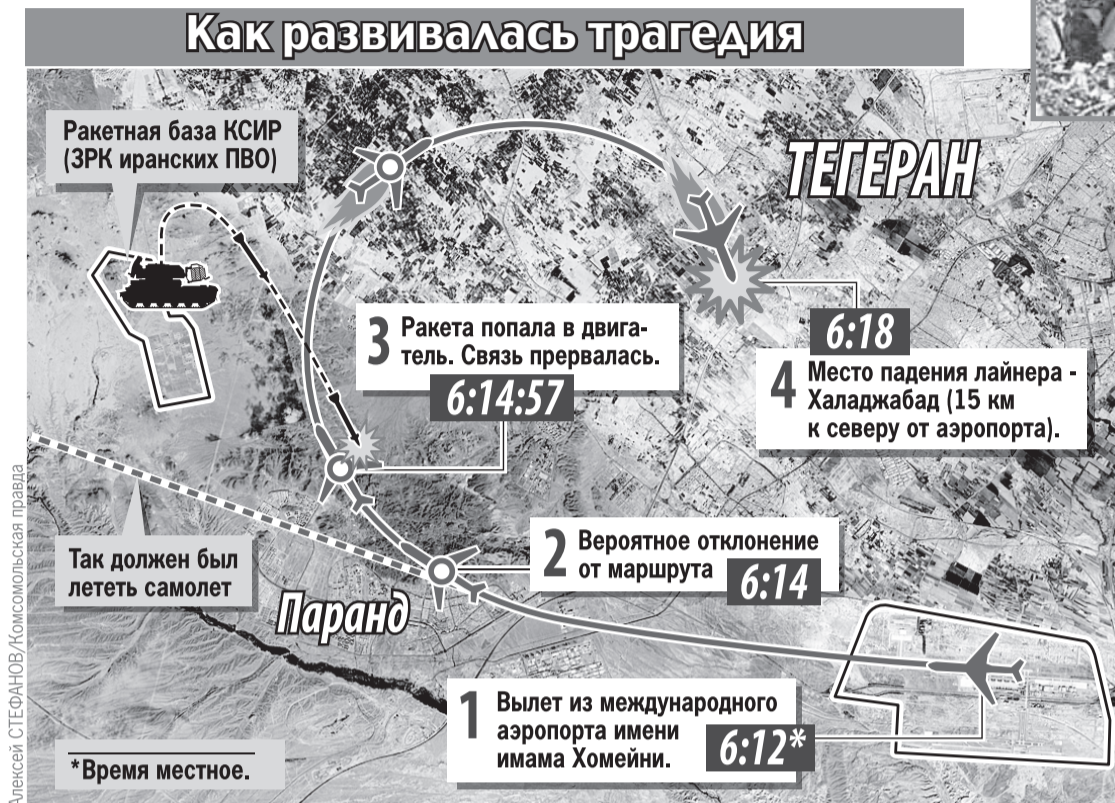 Как развивалась трагедия
Ракетная база КСИР
(ЗРК иранских ПВО)
ТЕГЕРАН
3 Ракета попала в двига-
тель. Связь прервалась.
6:14:57
6:18
4 Место падения лайнера -
Халаджабад (15 км
к северу от аэропорта).
Так должен был
лететь самолет
2 Вероятное отклонение
от маршрута 6:14
Паранд
1 Вылет из международного
аэропорта имени
имама Хомейни. 6:12*
*Время местное.
Алексей СТЕФАНОВ/Комсомольская правда